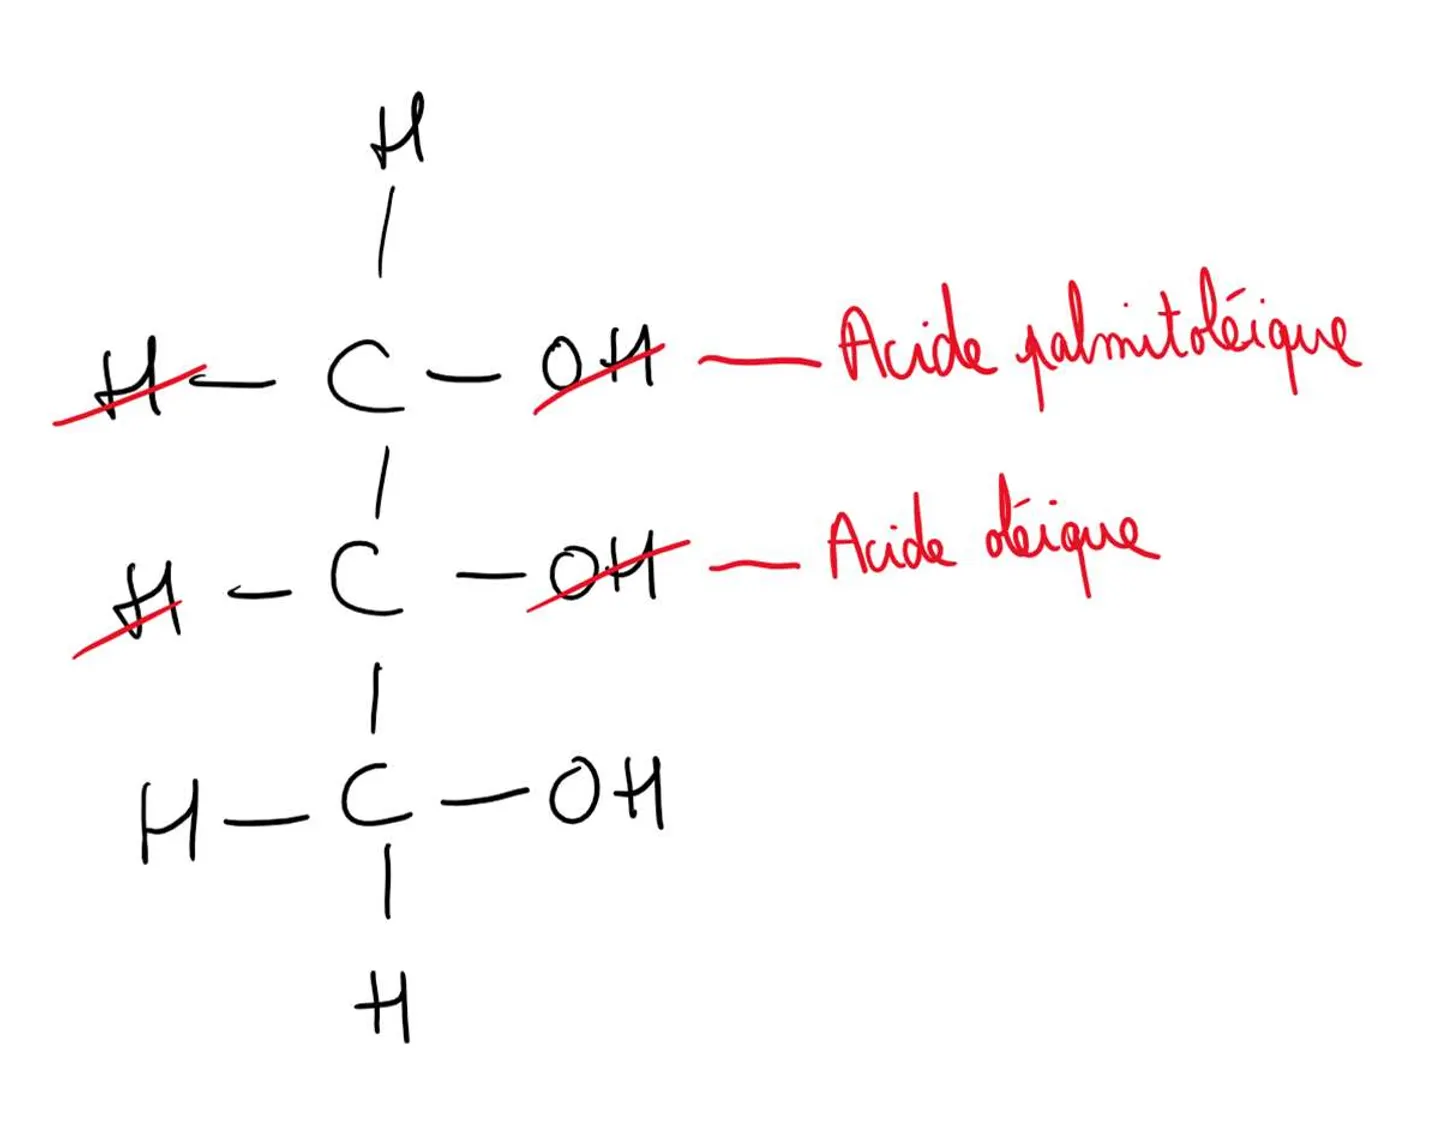 H
H - C - OH - Acide palmitoléique
H - C - OH - Acide oléique
H - C - OH
H